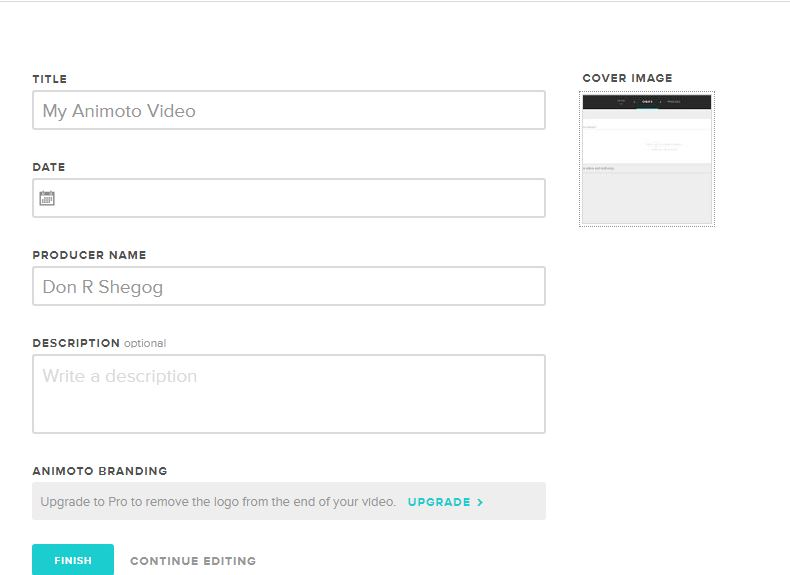 TITLE
My Animoto Video
DATE
PRODUCER NAME
Don R Shegog
DESCRIPTION optional
Write a description
ANIMOTO BRANDING
Upgrade to Pro to remove the logo from the end of your video. UPGRADE >
FINISH CONTINUE EDITING
COVER IMAGE